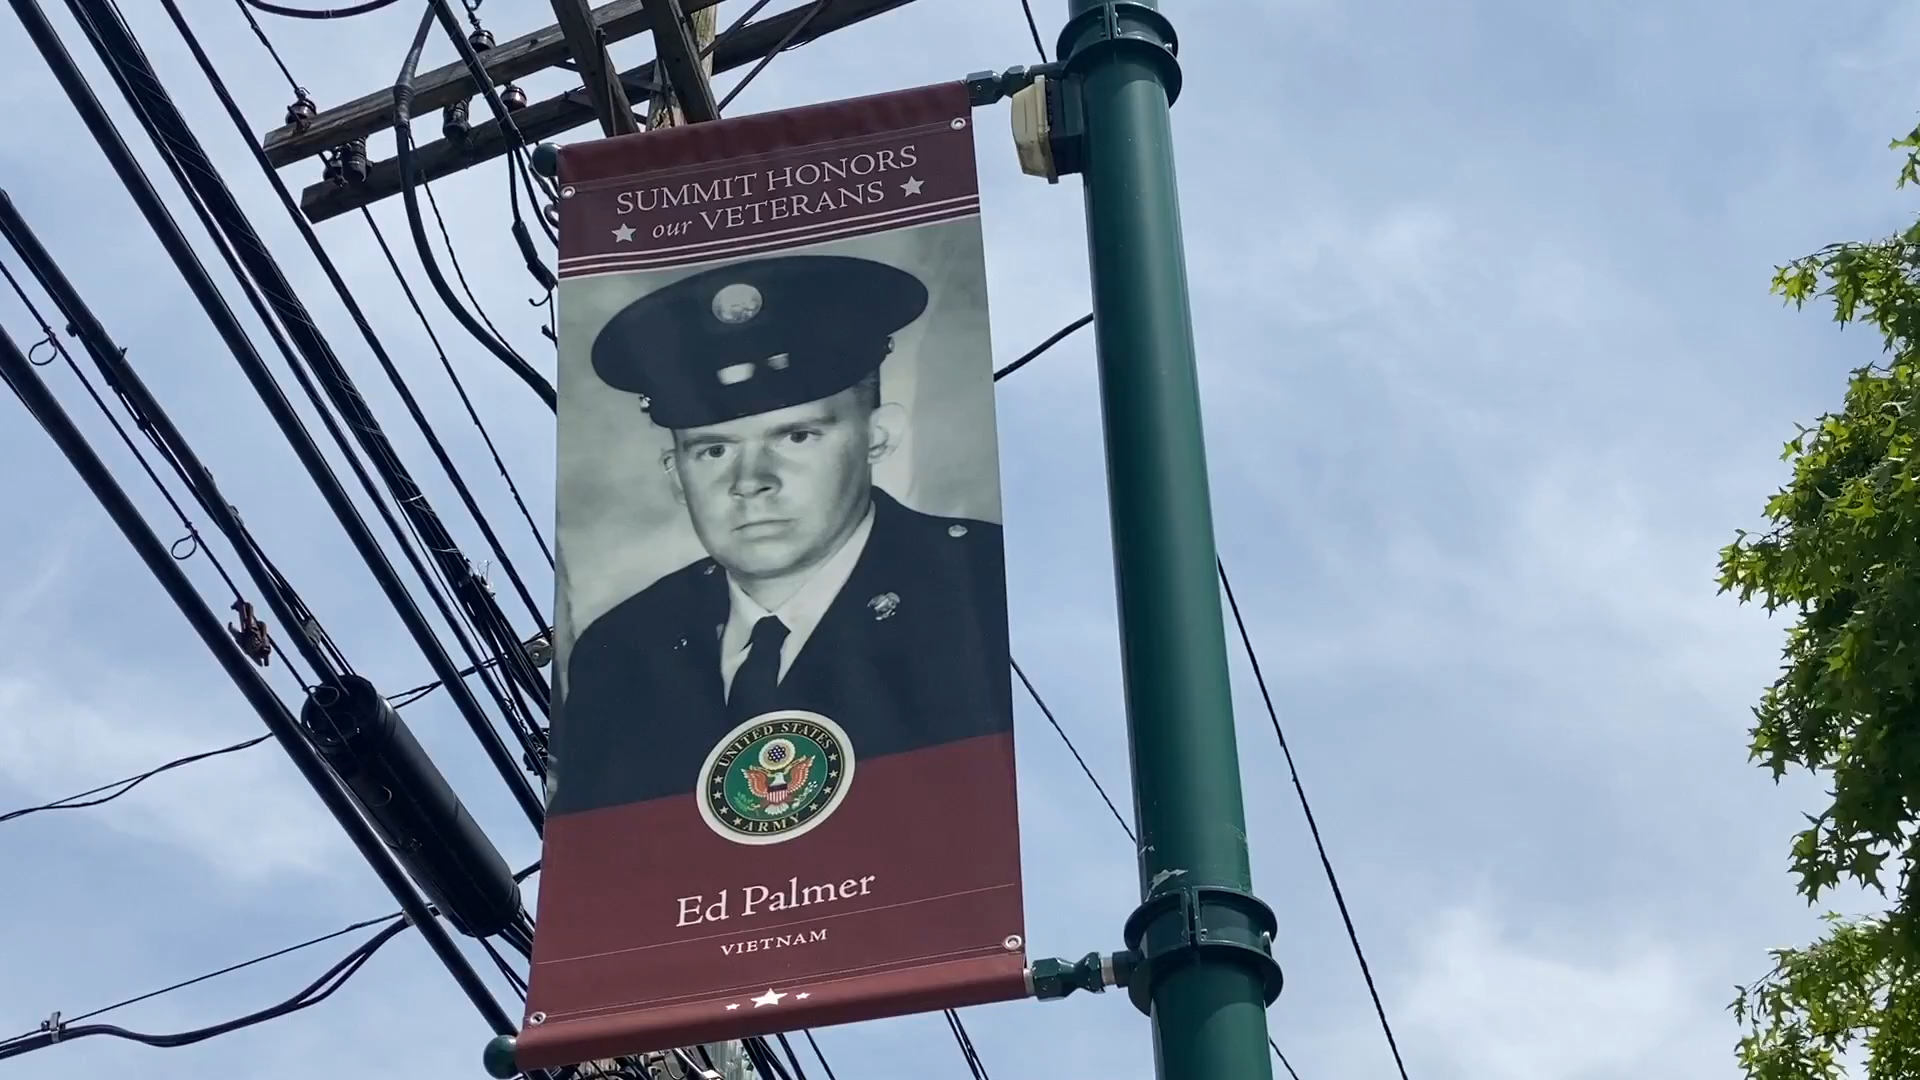 SUMMIT HONORS
our VETERANS
UNITED STATES
ARMY
Ed Palmer
VIETNAM